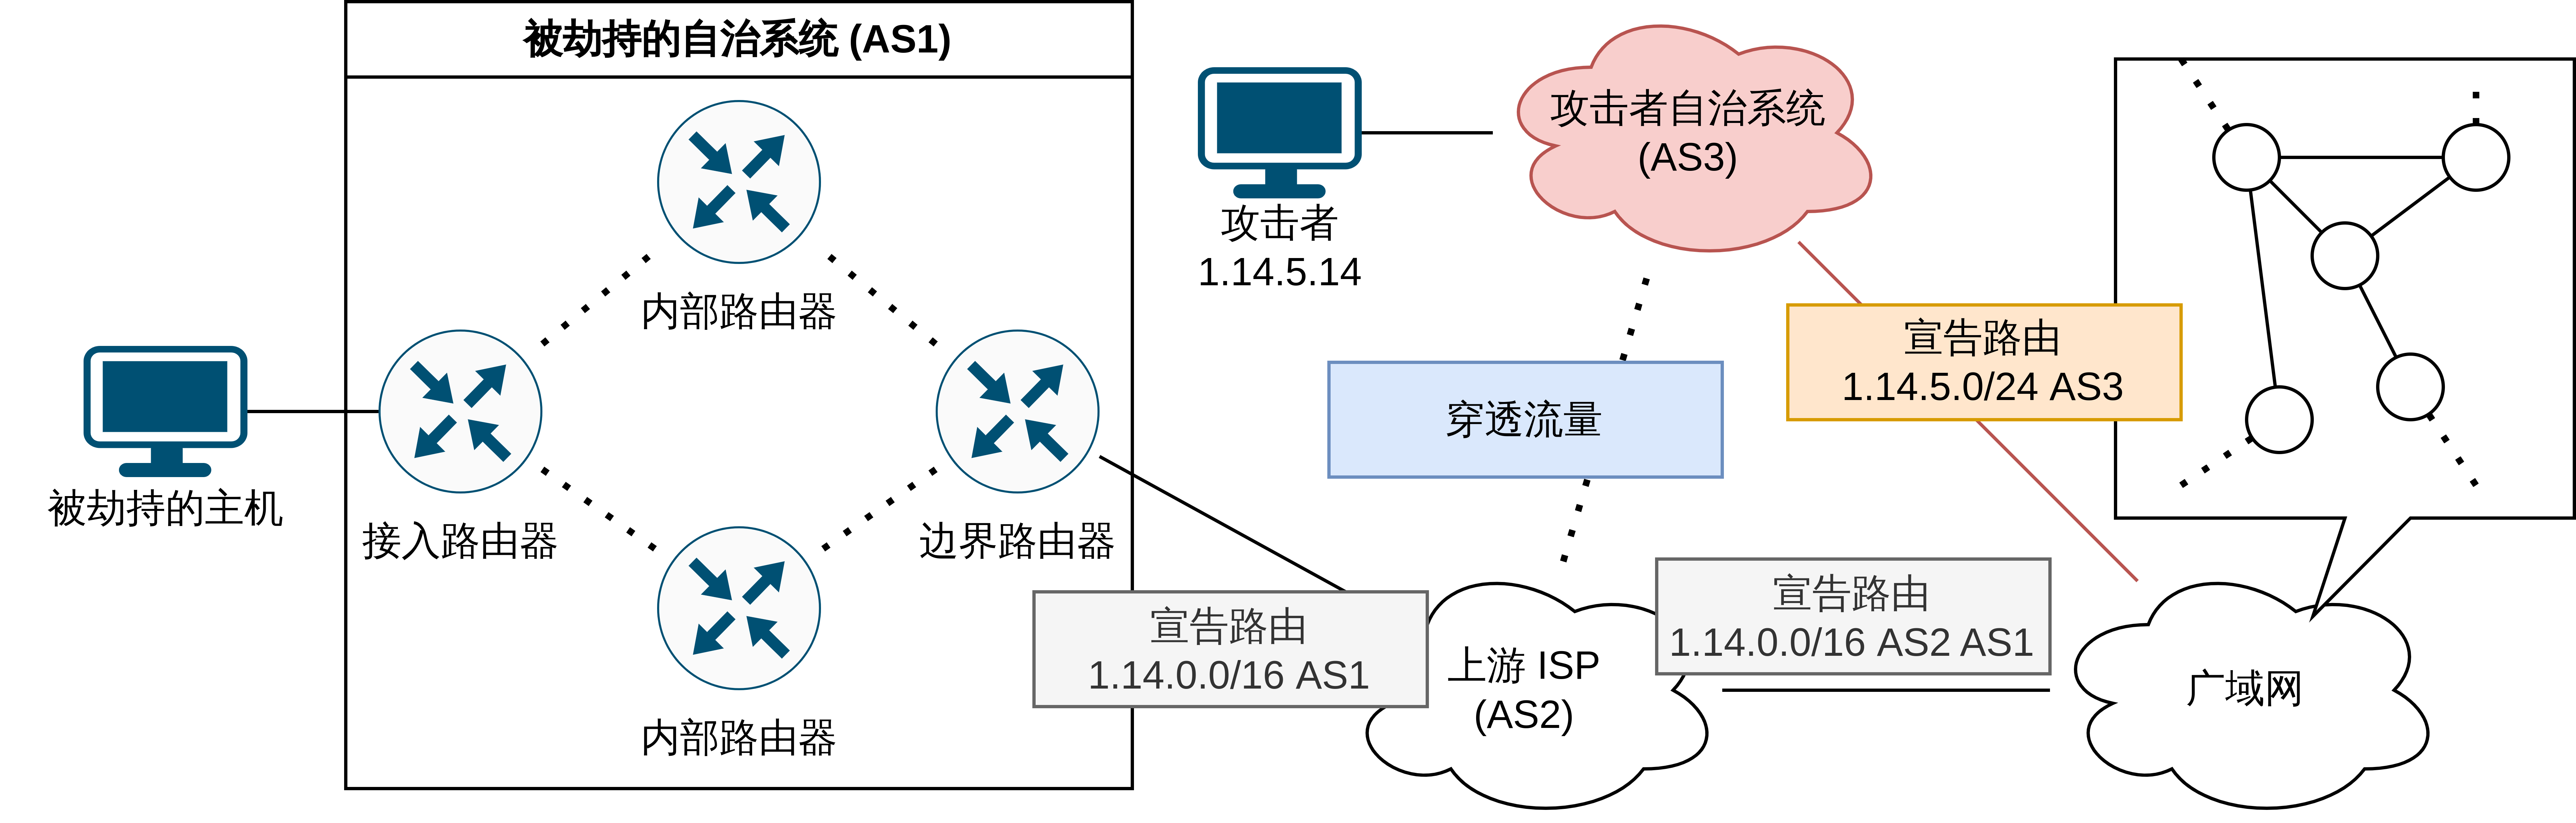 被劫持的自治系统 (AS1)
内部路由器
被劫持的主机
接入路由器
边界路由器
内部路由器
攻击者
1.14.5.14
攻击者自治系统
(AS3)
穿透流量
宣告路由
1.14.5.0/24 AS3
宣告路由
1.14.0.0/16 AS1
上游 ISP
(AS2)
宣告路由
1.14.0.0/16 AS2 AS1
广域网